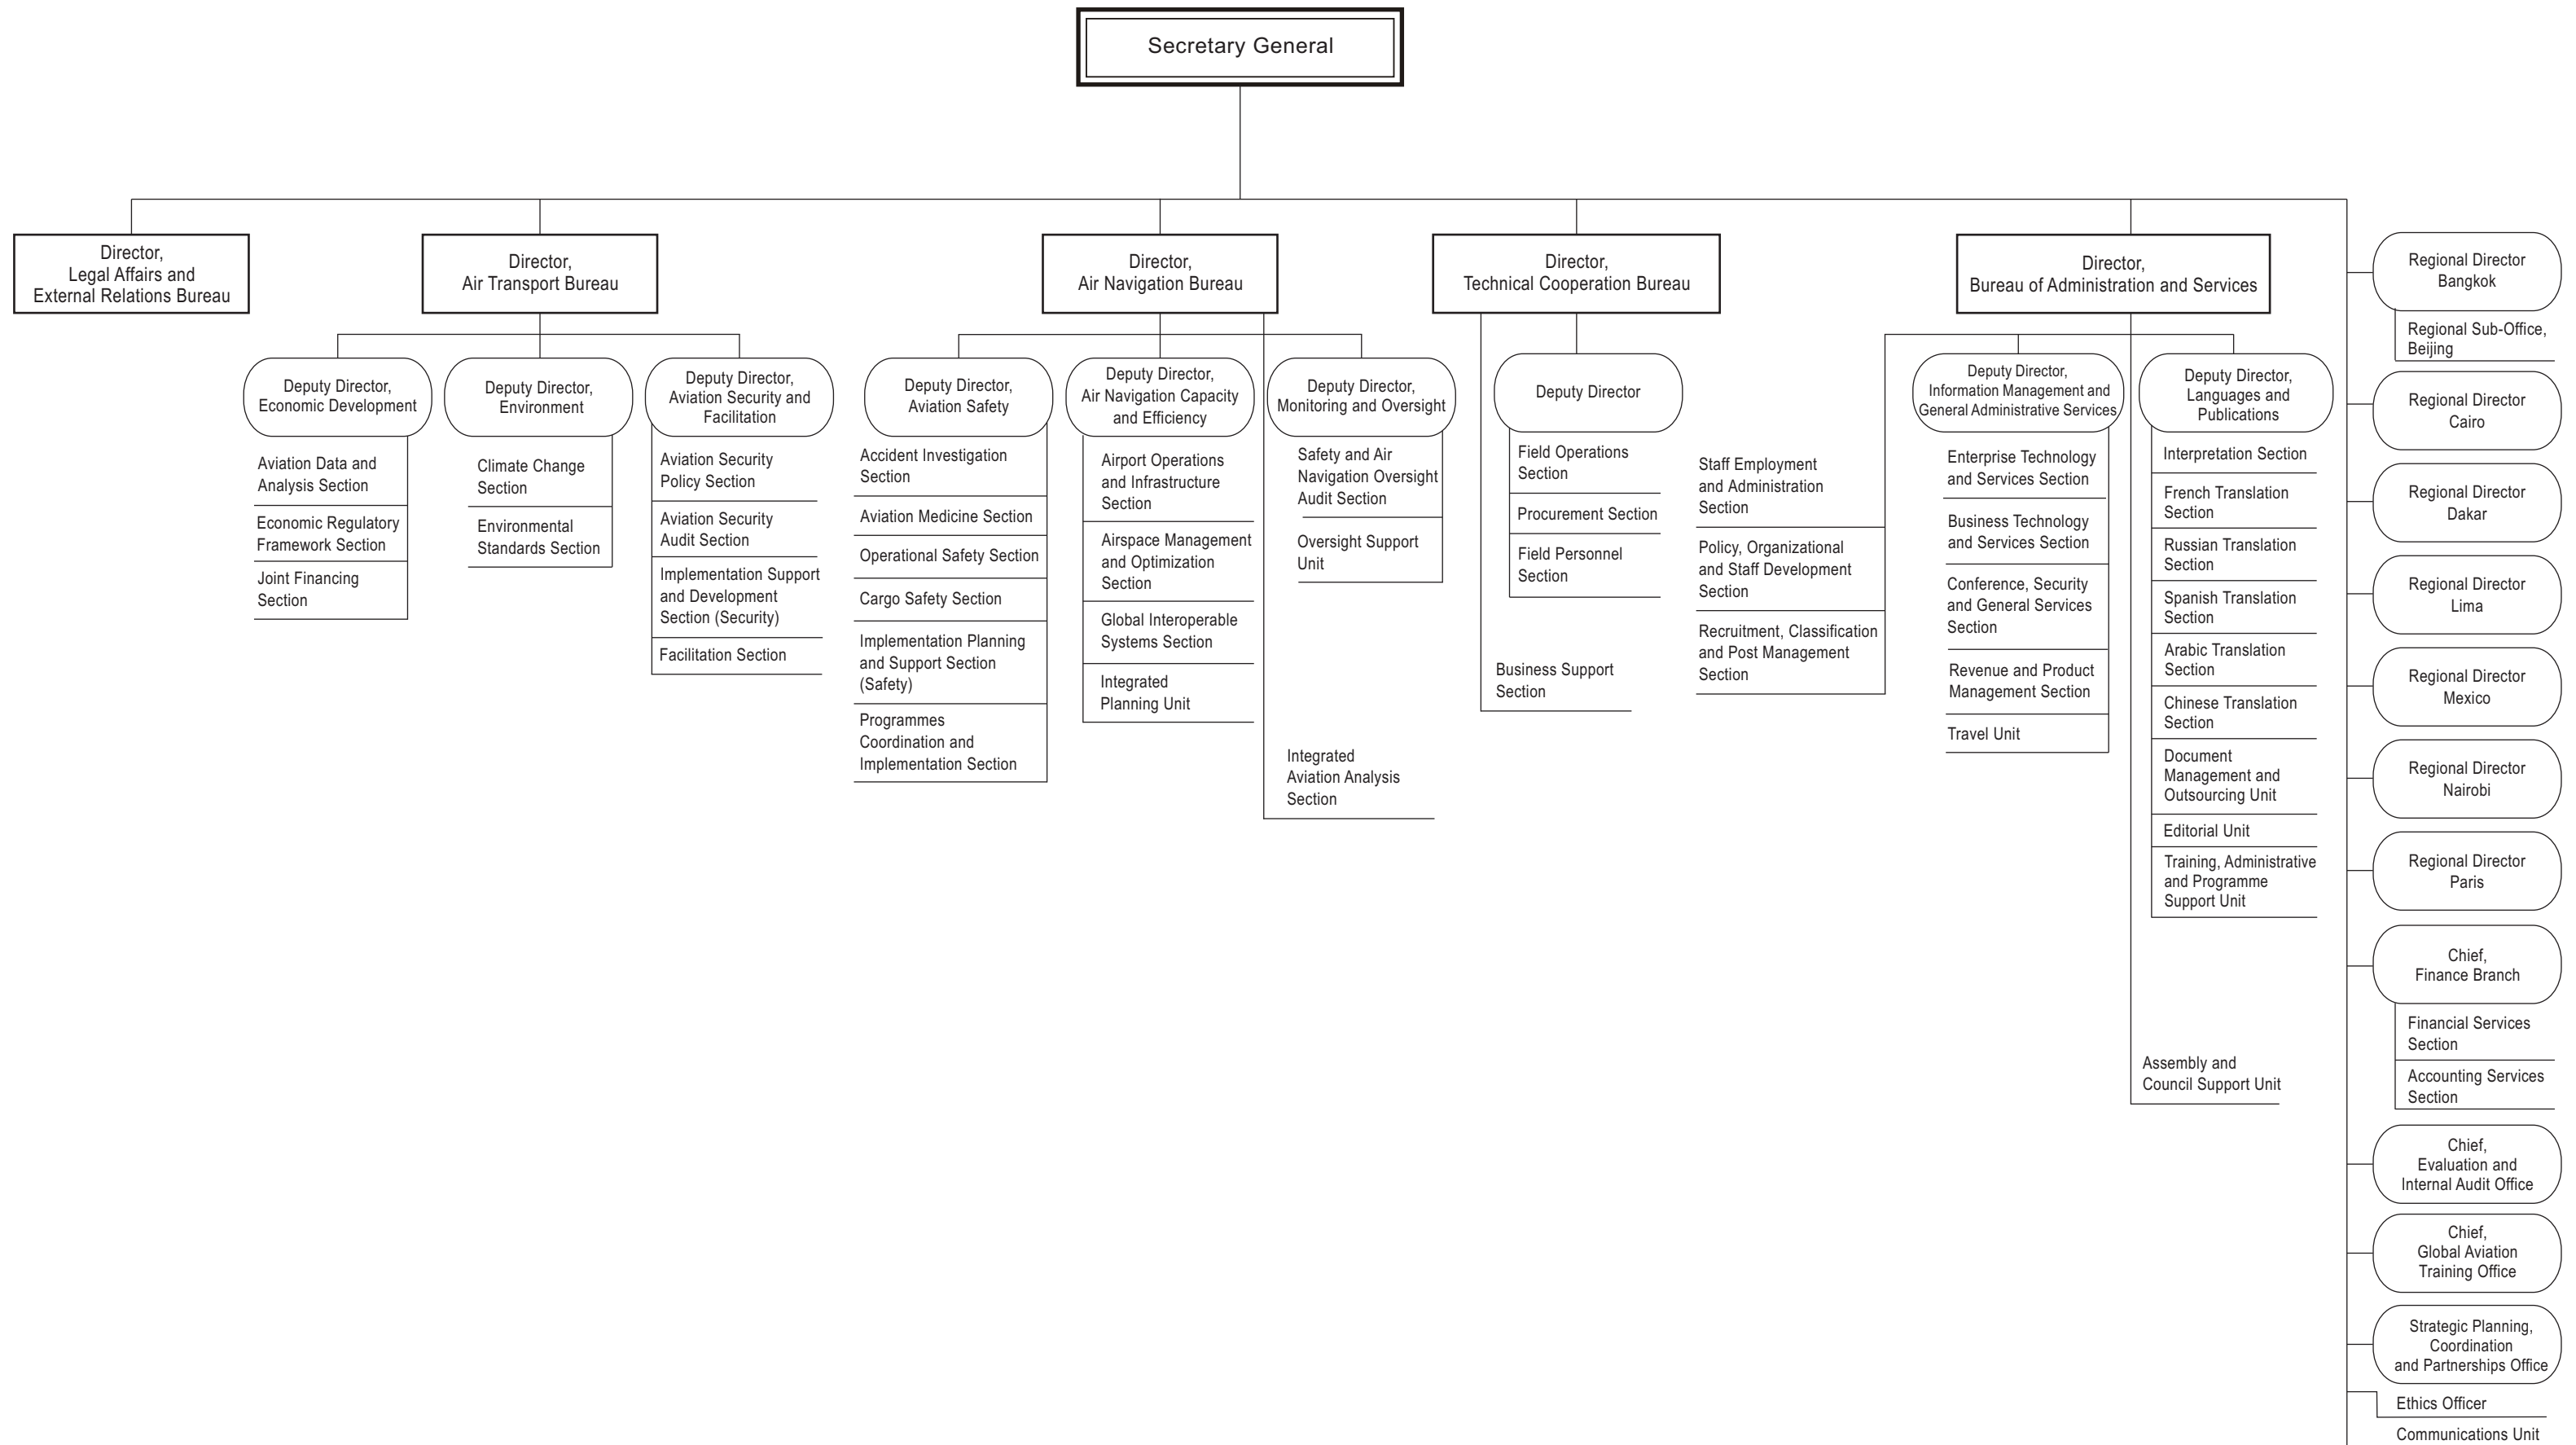 Secretary General
Director,
Legal Affairs and
External Relations Bureau
Director,
Air Transport Bureau
Deputy Director,
Economic Development
Aviation Data and
Analysis Section
Economic Regulatory
Framework Section
Joint Financing
Section
Deputy Director,
Environment
Climate Change
Section
Environmental
Standards Section
Deputy Director,
Aviation Security and
Facilitation
Aviation Security
Policy Section
Aviation Security
Audit Section
Implementation Support
and Development
Section (Security)
Facilitation Section
Director,
Air Navigation Bureau
Deputy Director,
Aviation Safety
Accident Investigation
Section
Aviation Medicine Section
Operational Safety Section
Cargo Safety Section
Implementation Planning
and Support Section
(Safety)
Programmes
Coordination and
Implementation Section
Deputy Director,
Air Navigation Capacity
and Efficiency
Airport Operations
and Infrastructure
Section
Airspace Management
and Optimization
Section
Global Interoperable
Systems Section
Integrated
Planning Unit
Deputy Director,
Monitoring and Oversight
Safety and Air
Navigation Oversight
Audit Section
Oversight Support
Unit
Integrated
Aviation Analysis
Section
Director,
Technical Cooperation Bureau
Deputy Director
Field Operations
Section
Procurement Section
Field Personnel
Section
Business Support
Section
Director,
Bureau of Administration and Services
Staff Employment
and Administration
Section
Policy, Organizational
and Staff Development
Section
Recruitment, Classification
and Post Management
Section
Deputy Director,
Information Management and
General Administrative Services
Enterprise Technology
and Services Section
Business Technology
and Services Section
Conference, Security
and General Services
Section
Revenue and Product
Management Section
Travel Unit
Deputy Director,
Languages and
Publications
Interpretation Section
French Translation
Section
Russian Translation
Section
Spanish Translation
Section
Arabic Translation
Section
Chinese Translation
Section
Document
Management and
Outsourcing Unit
Editorial Unit
Training, Administrative
and Programme
Support Unit
Assembly and
Council Support Unit
Regional Director
Bangkok
Regional Sub-Office,
Beijing
Regional Director
Cairo
Regional Director
Dakar
Regional Director
Lima
Regional Director
Mexico
Regional Director
Nairobi
Regional Director
Paris
Chief,
Finance Branch
Financial Services
Section
Accounting Services
Section
Chief,
Evaluation and
Internal Audit Office
Chief,
Global Aviation
Training Office
Strategic Planning,
Coordination
and Partnerships Office
Ethics Officer
Communications Unit